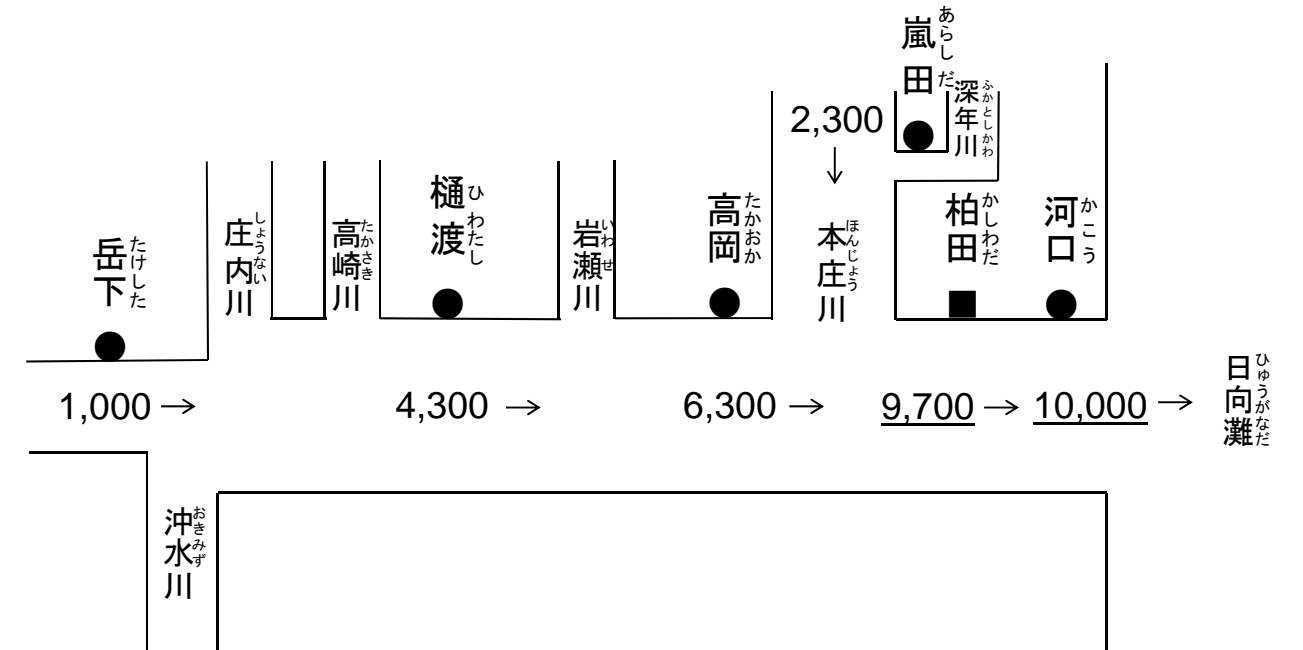 嵐田
あらしだ
深年川
ふかとしかわ
2,300
樋渡
ひわたし
高岡
たかおか
柏田
かしわだ
河口
かこう
岳下
たけした
庄内川
しょうない
高崎川
たかさき
岩瀬川
いわせ
本庄川
ほんじょう
1,000
4,300
6,300
9,700
10,000
日向灘
ひゅうがなだ
沖水川
おきみず